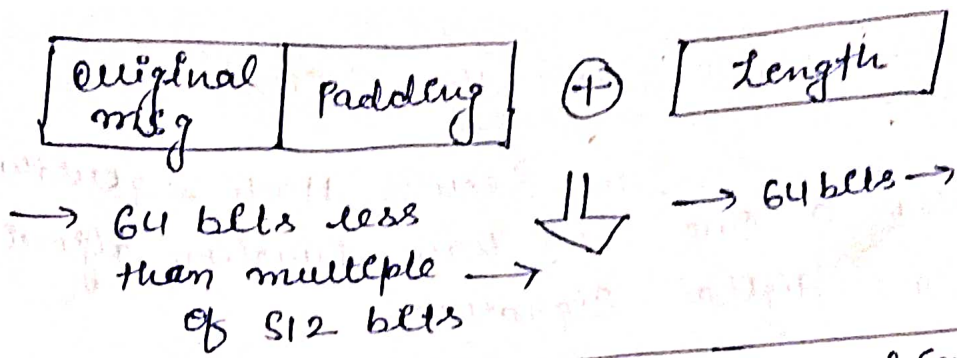 Original Padding ⊕ Length
msg
→ 64 bits less → 64 bits →
than multiple →
of 512 bits